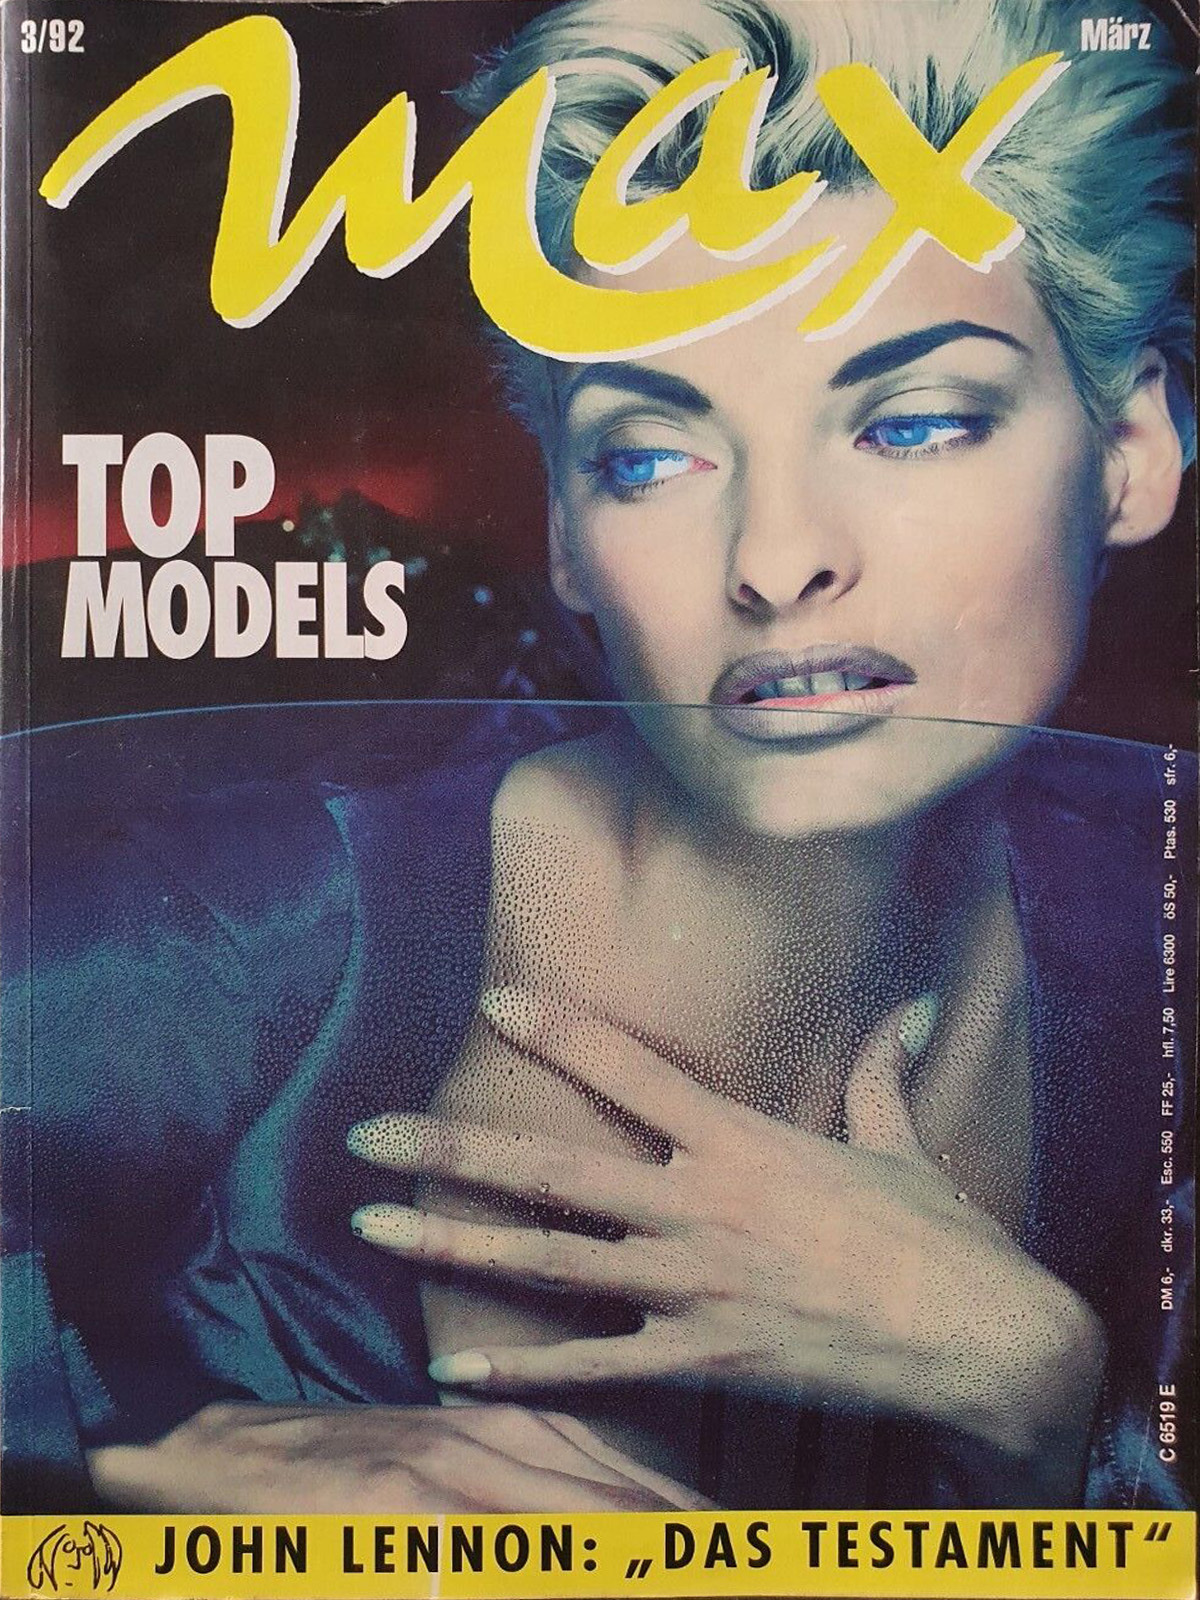 3/92
März
max
TOP
MODELS
C 6519 E DM 6,- dkr. 33,- Esc. 550 FF 25,- hfl. 7,50 Lire 6300 öS 50,- Ptas. 530 sfr. 6,-
JOHN LENNON: „DAS TESTAMENT“